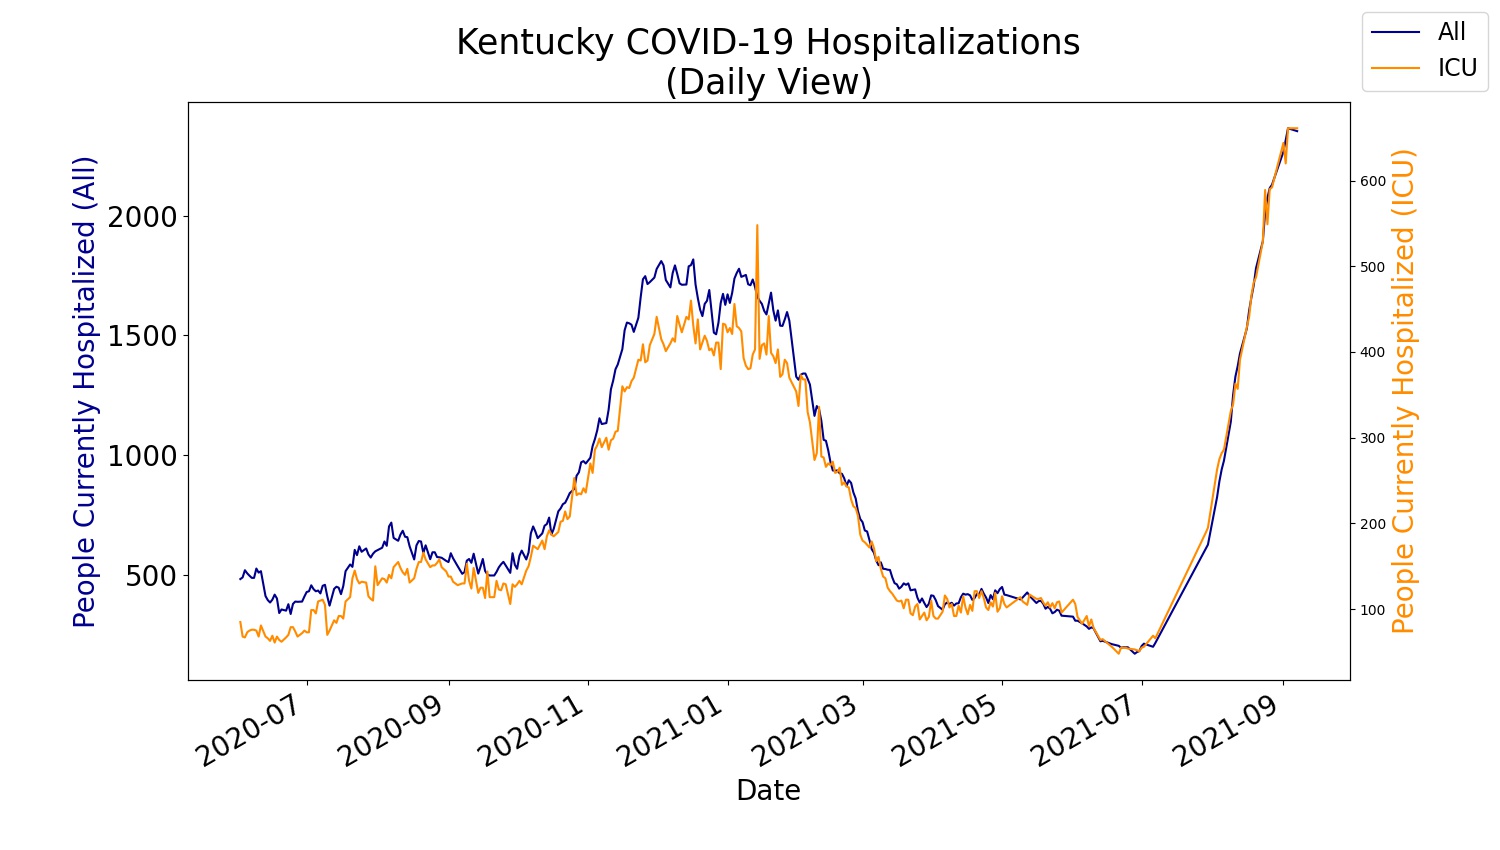 Kentucky COVID-19 Hospitalizations
(Daily View)
All
ICU
People Currently Hospitalized (All)
2000
1500
1000
500
People Currently Hospitalized (ICU)
600
500
400
300
200
100
2020-07
2020-09
2020-11
2021-01
2021-03
2021-05
2021-07
2021-09
Date